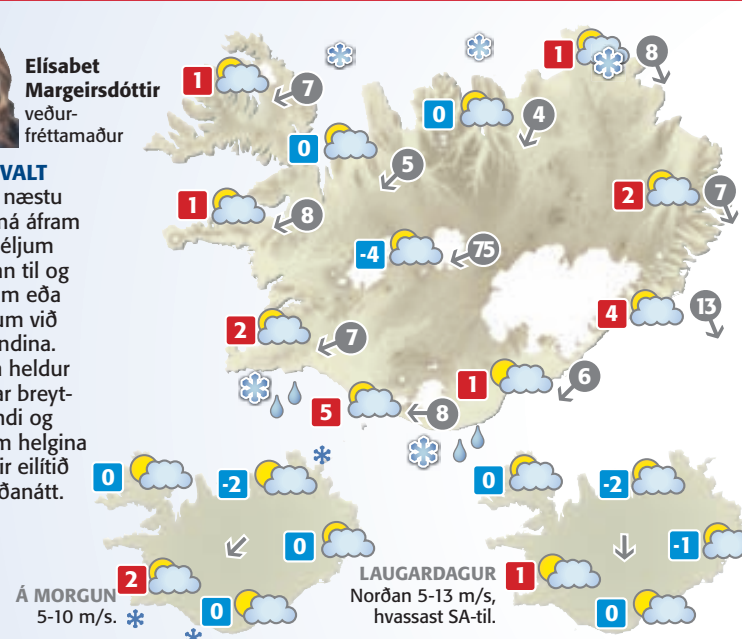 Elísabet
Margeirsdóttir
veður-
fréttamaður
VALT
næstu
má áfram
éljum
til og
eða
um við
ndina.
heldur
ar breyt-
ndi og
m helgina
ir eilítið
ðanátt.
1
7
1
8
0
4
0
5
1
8
2
7
-4
75
4
13
2
7
1
6
5
8
0
-2
0
2
0
Á MORGUN
5-10 m/s.
0
-2
-1
1
0
LAUGARDAGUR
Norðan 5-13 m/s,
hvassast SA-til.